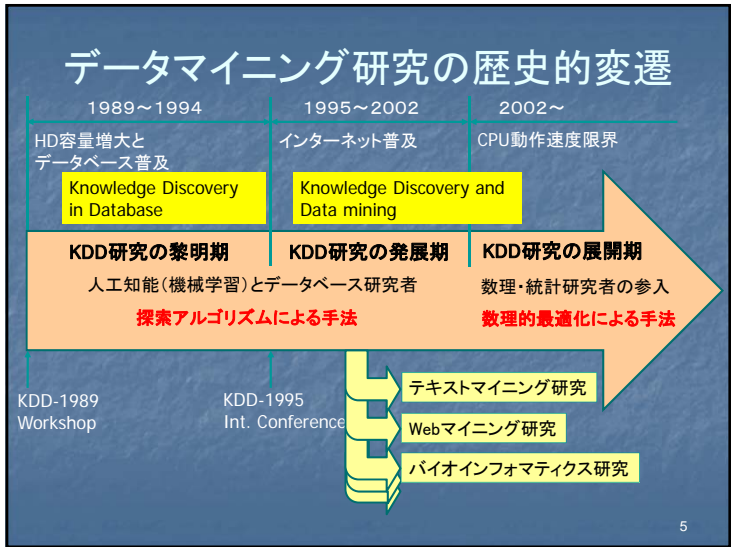 データマイニング研究の歴史的変遷
1989～1994
1995～2002
2002～
HD容量増大と
データベース普及
インターネット普及
CPU動作速度限界
Knowledge Discovery
in Database
Knowledge Discovery and
Data mining
KDD研究の黎明期
KDD研究の発展期
KDD研究の展開期
人工知能（機械学習）とデータベース研究者
数理・統計研究者の参入
探索アルゴリズムによる手法
数理的最適化による手法
KDD-1989
Workshop
KDD-1995
Int. Conference
テキストマイニング研究
Webマイニング研究
バイオインフォマティクス研究
5